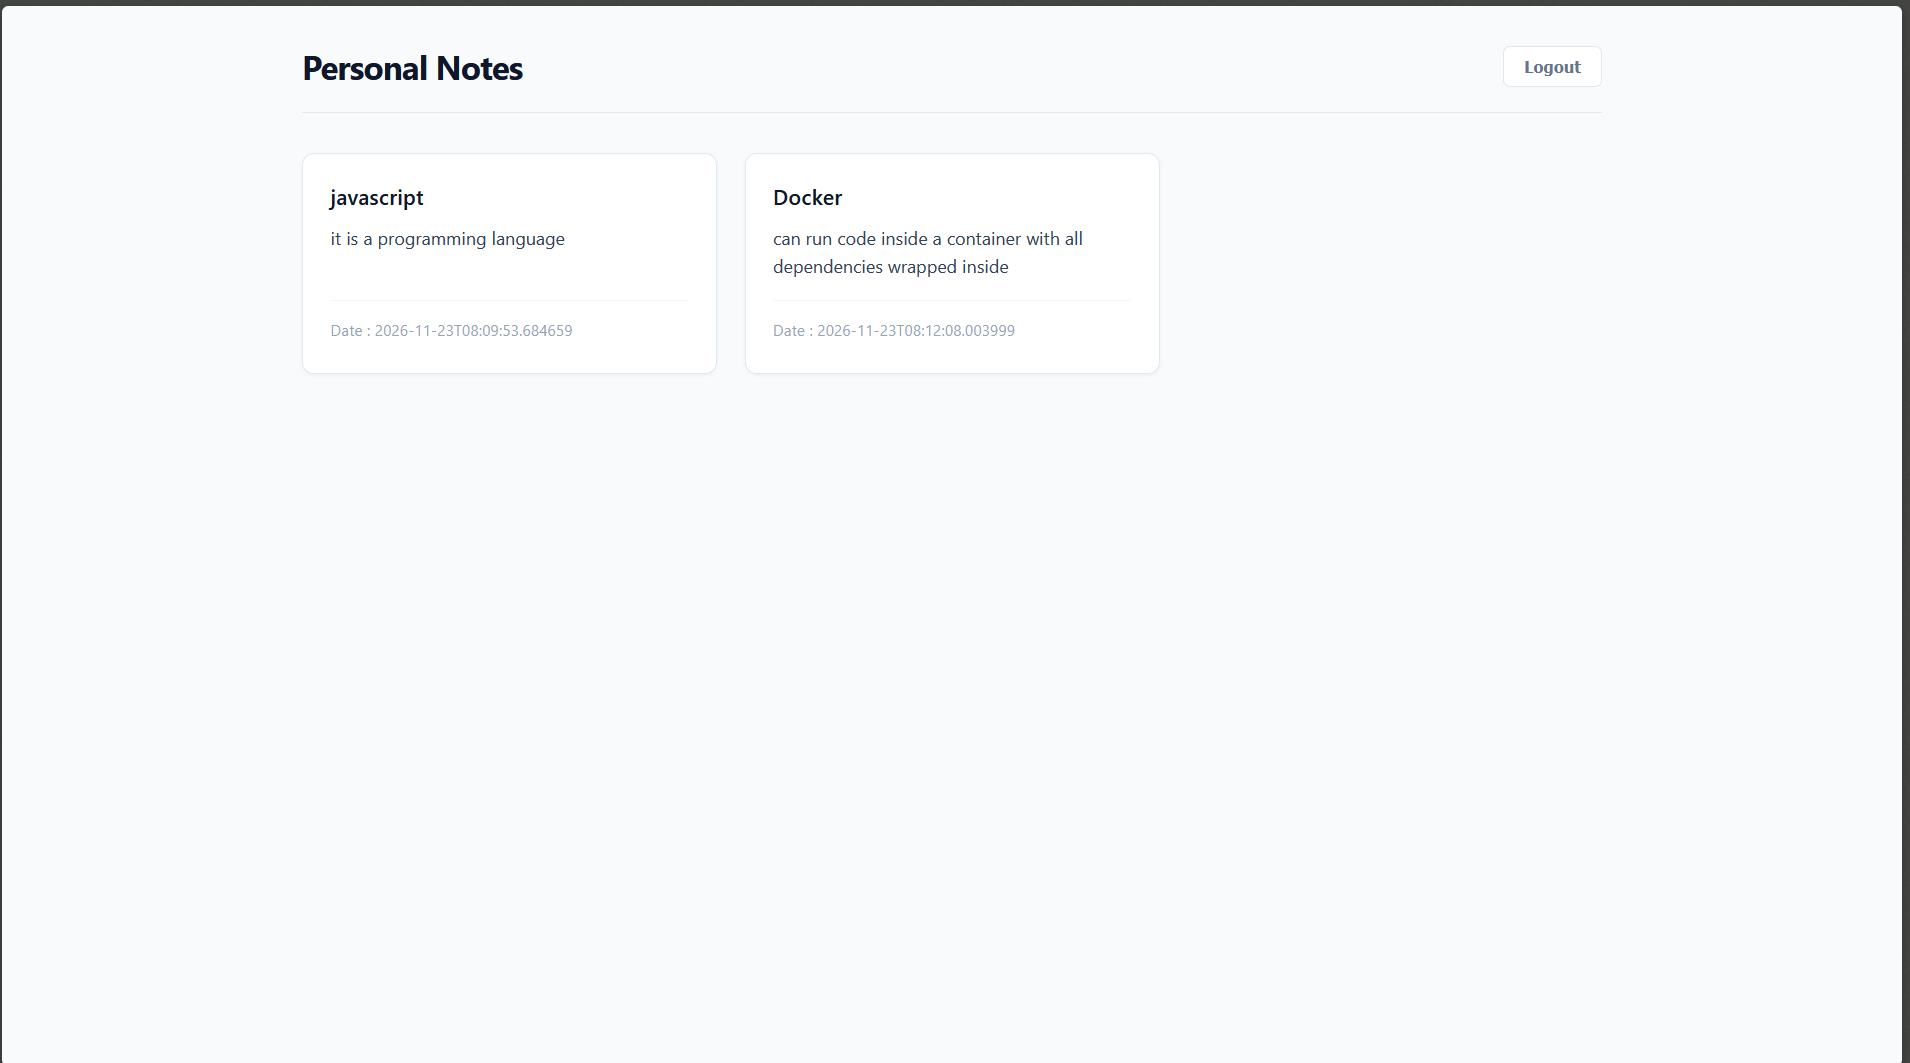 Personal Notes
Logout
javascript
it is a programming language
Date : 2026-11-23T08:09:53.684659
Docker
can run code inside a container with all
dependencies wrapped inside
Date : 2026-11-23T08:12:08.003999